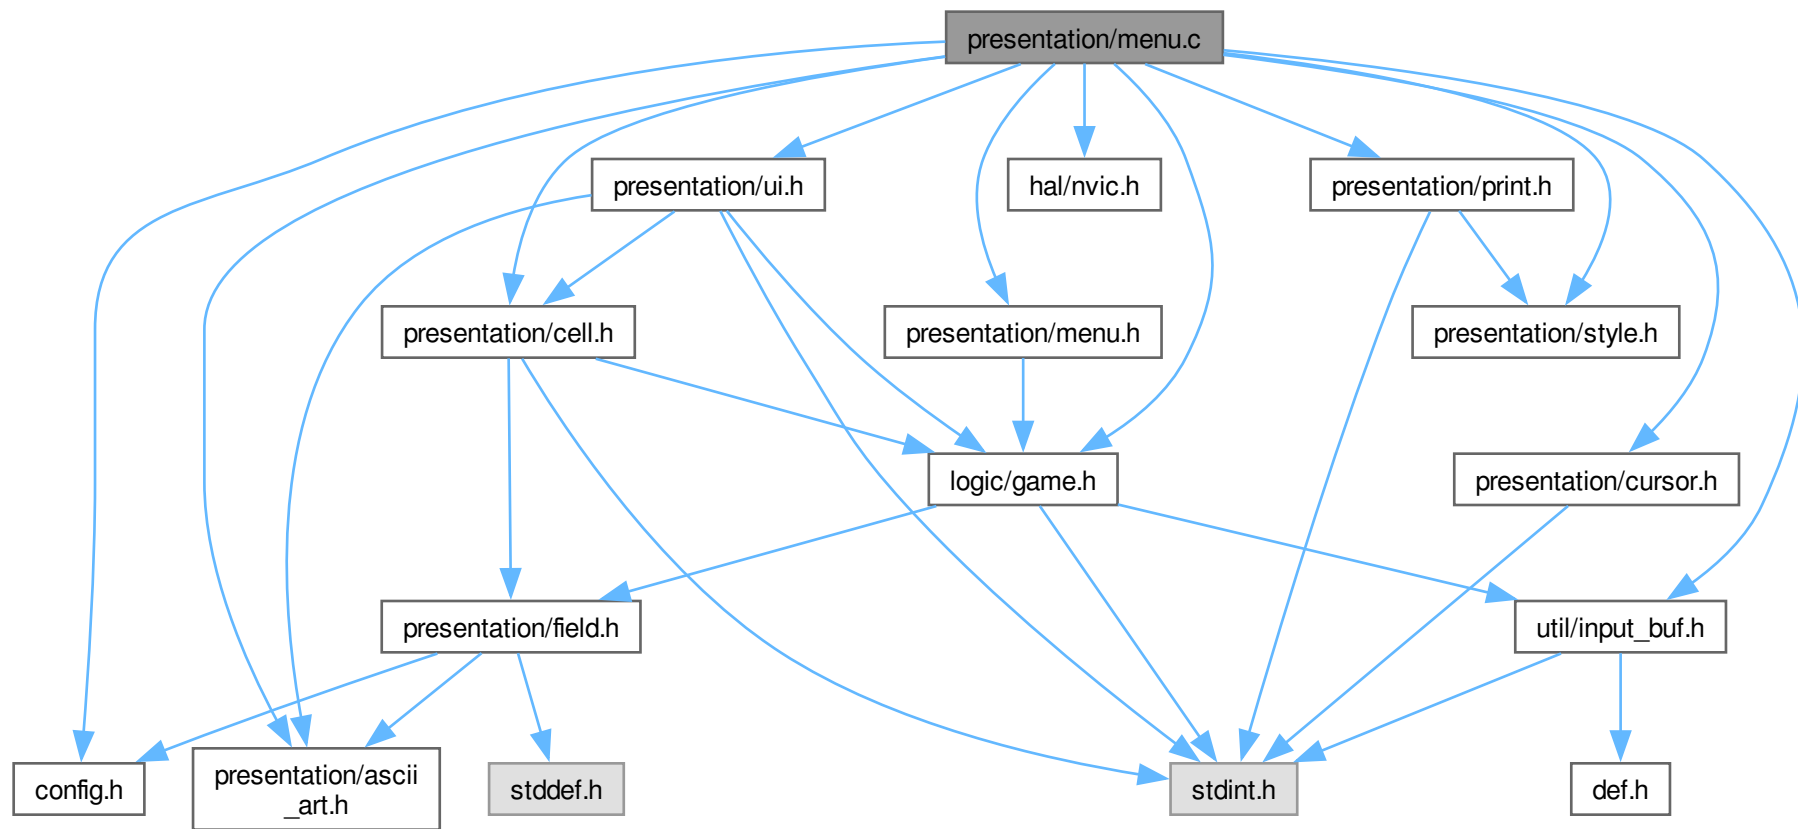 presentation/menu.c
presentation/ui.h
hal/nvic.h
presentation/print.h
presentation/cell.h
presentation/menu.h
presentation/style.h
logic/game.h
presentation/cursor.h
presentation/field.h
util/input_buf.h
config.h
presentation/ascii
_art.h
stddef.h
stdint.h
def.h